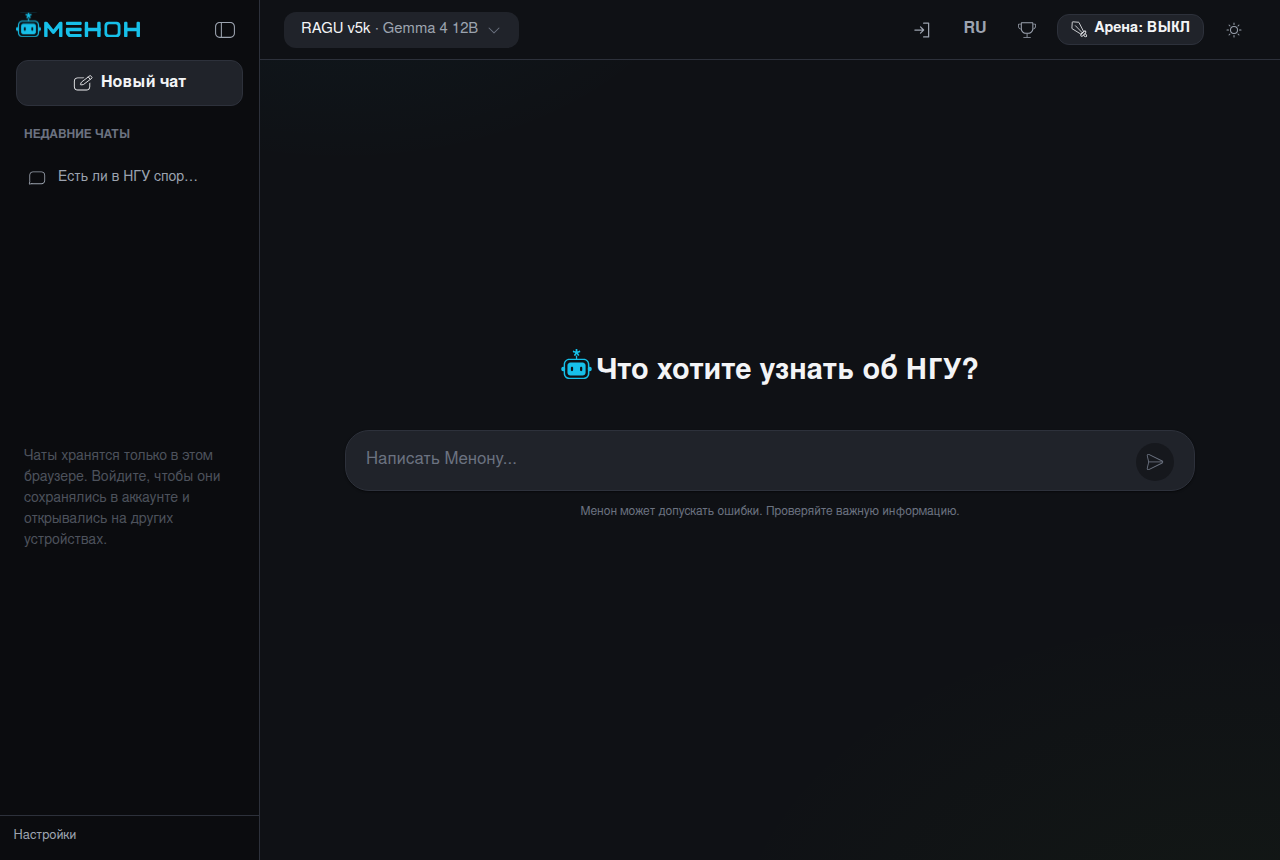 МЕНОН
RAGU v5k · Gemma 4 12B
RU
Арена: ВЫКЛ
Новый чат
НЕДАВНИЕ ЧАТЫ
Есть ли в НГУ спор...
Что хотите узнать об НГУ?
Написать Менону...
Менон может допускать ошибки. Проверяйте важную информацию.
Чаты хранятся только в этом
браузере. Войдите, чтобы они
сохранялись в аккаунте и
открывались на других
устройствах.
Настройки